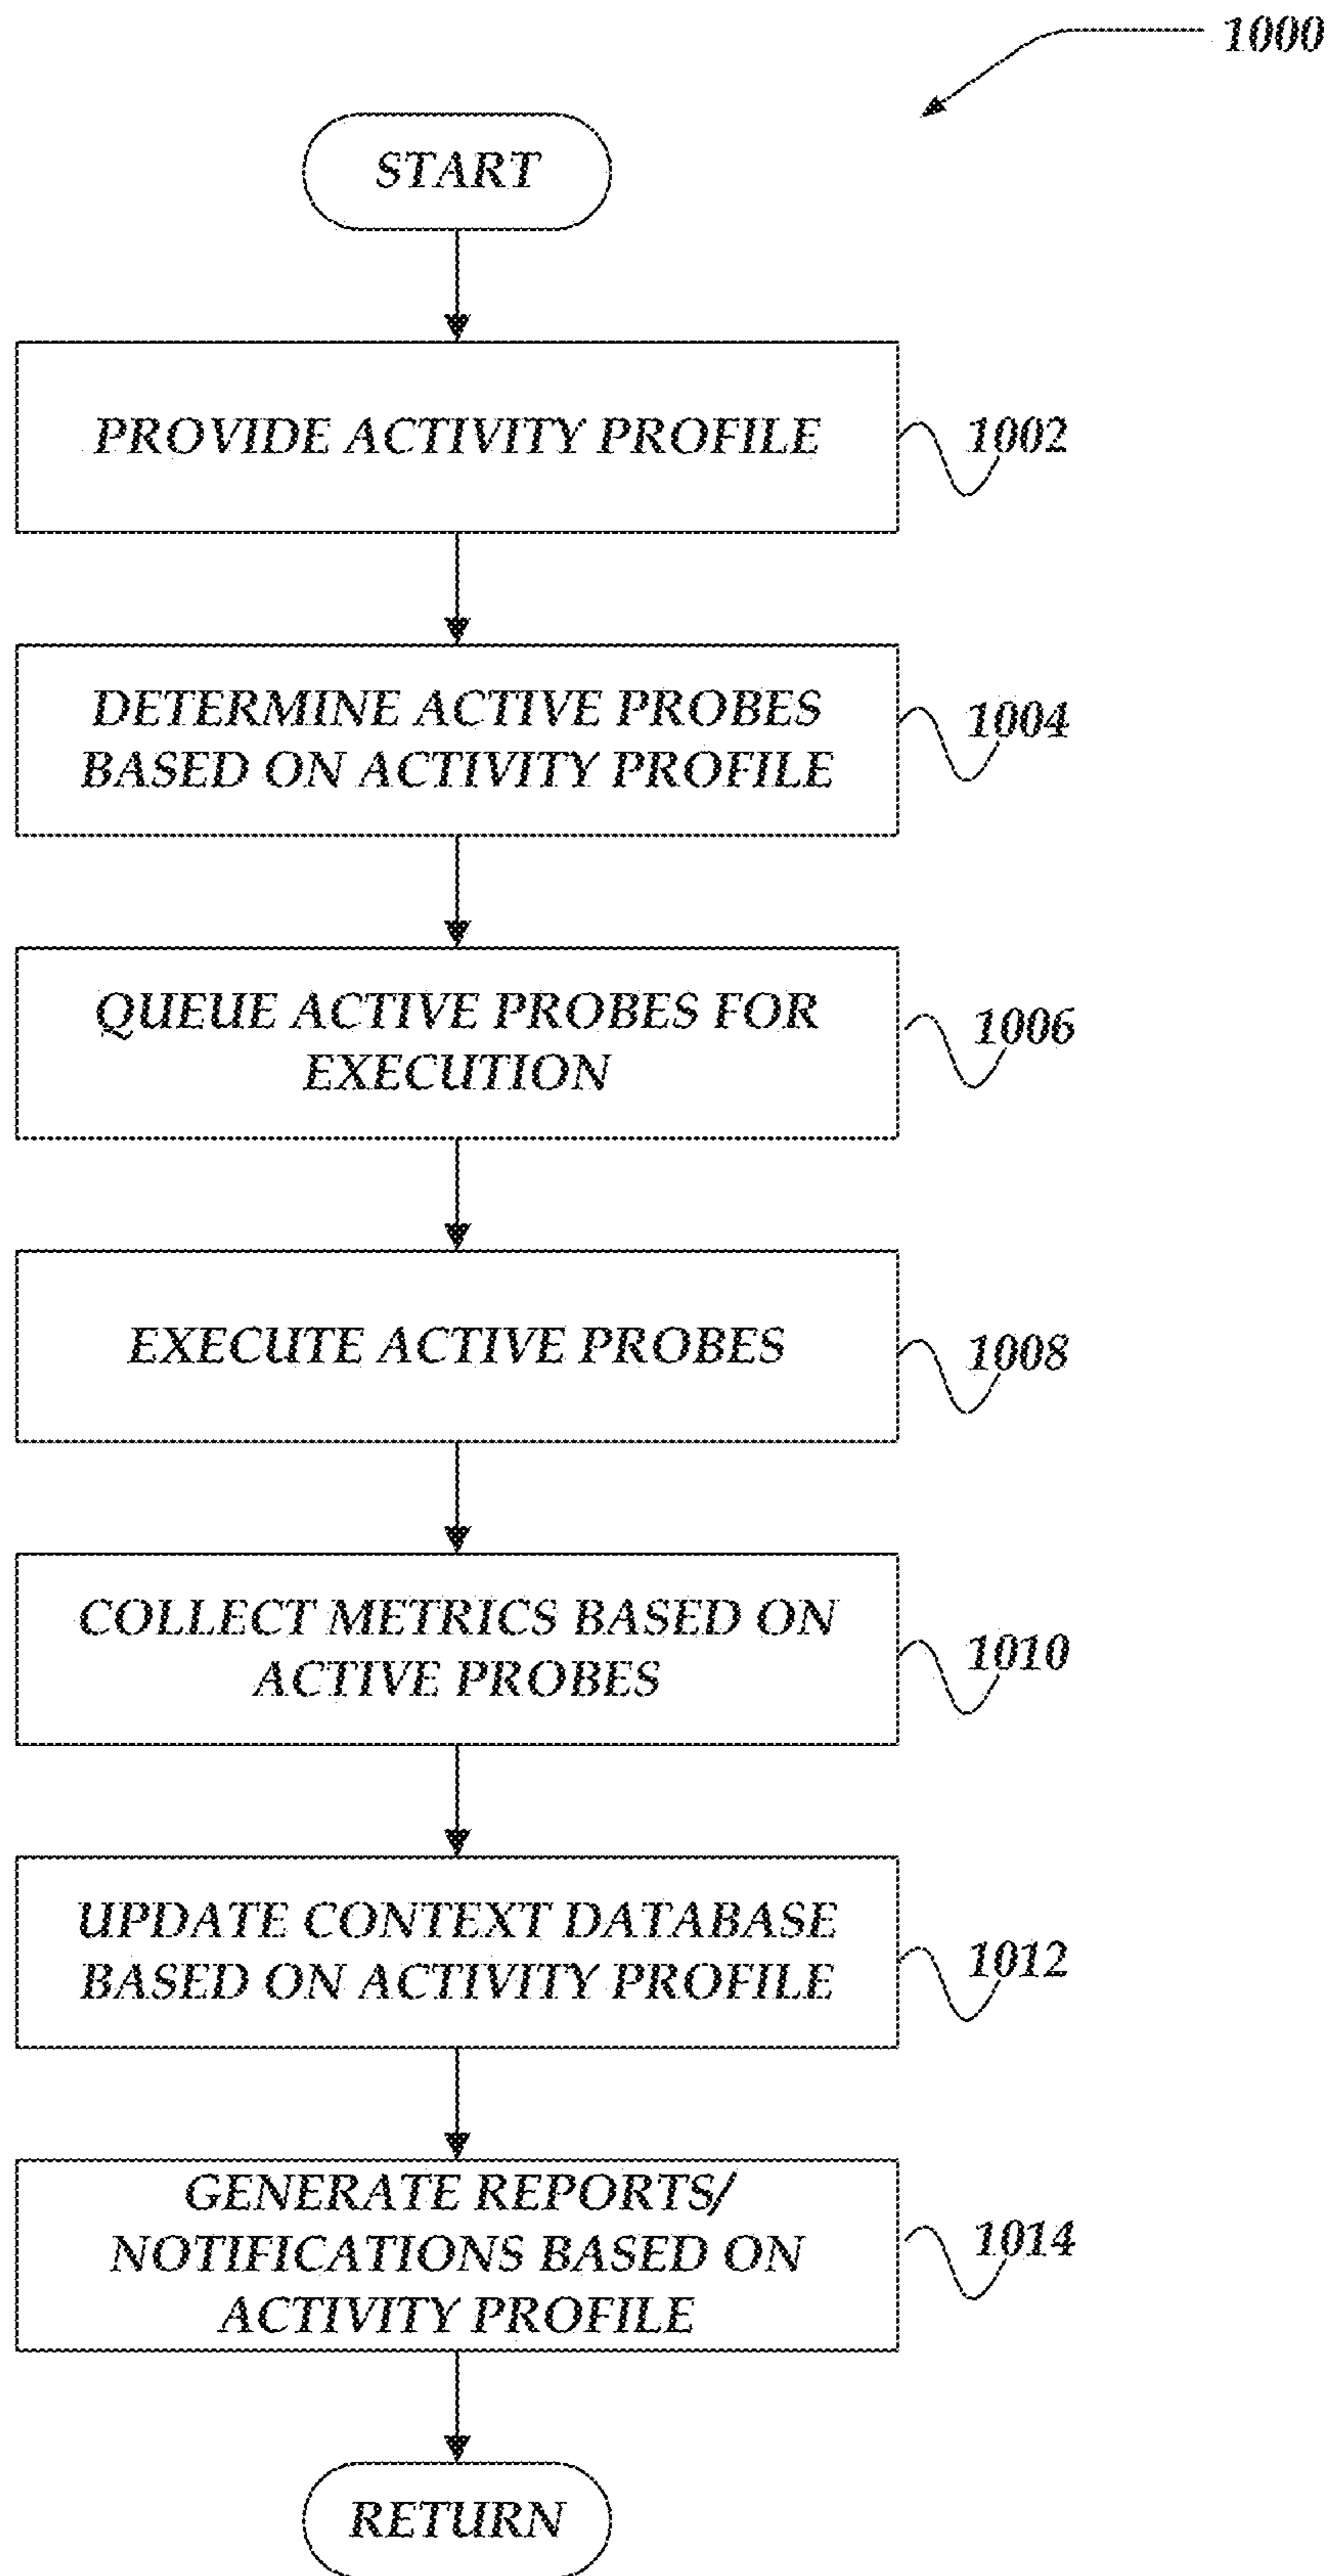 1000
START
PROVIDE ACTIVITY PROFILE
1002
DETERMINE ACTIVE PROBES
BASED ON ACTIVITY PROFILE
1004
QUEUE ACTIVE PROBES FOR
EXECUTION
1006
EXECUTE ACTIVE PROBES
1008
COLLECT METRICS BASED ON
ACTIVE PROBES
1010
UPDATE CONTEXT DATABASE
BASED ON ACTIVITY PROFILE
1012
GENERATE REPORTS/
NOTIFICATIONS BASED ON
ACTIVITY PROFILE
1014
RETURN